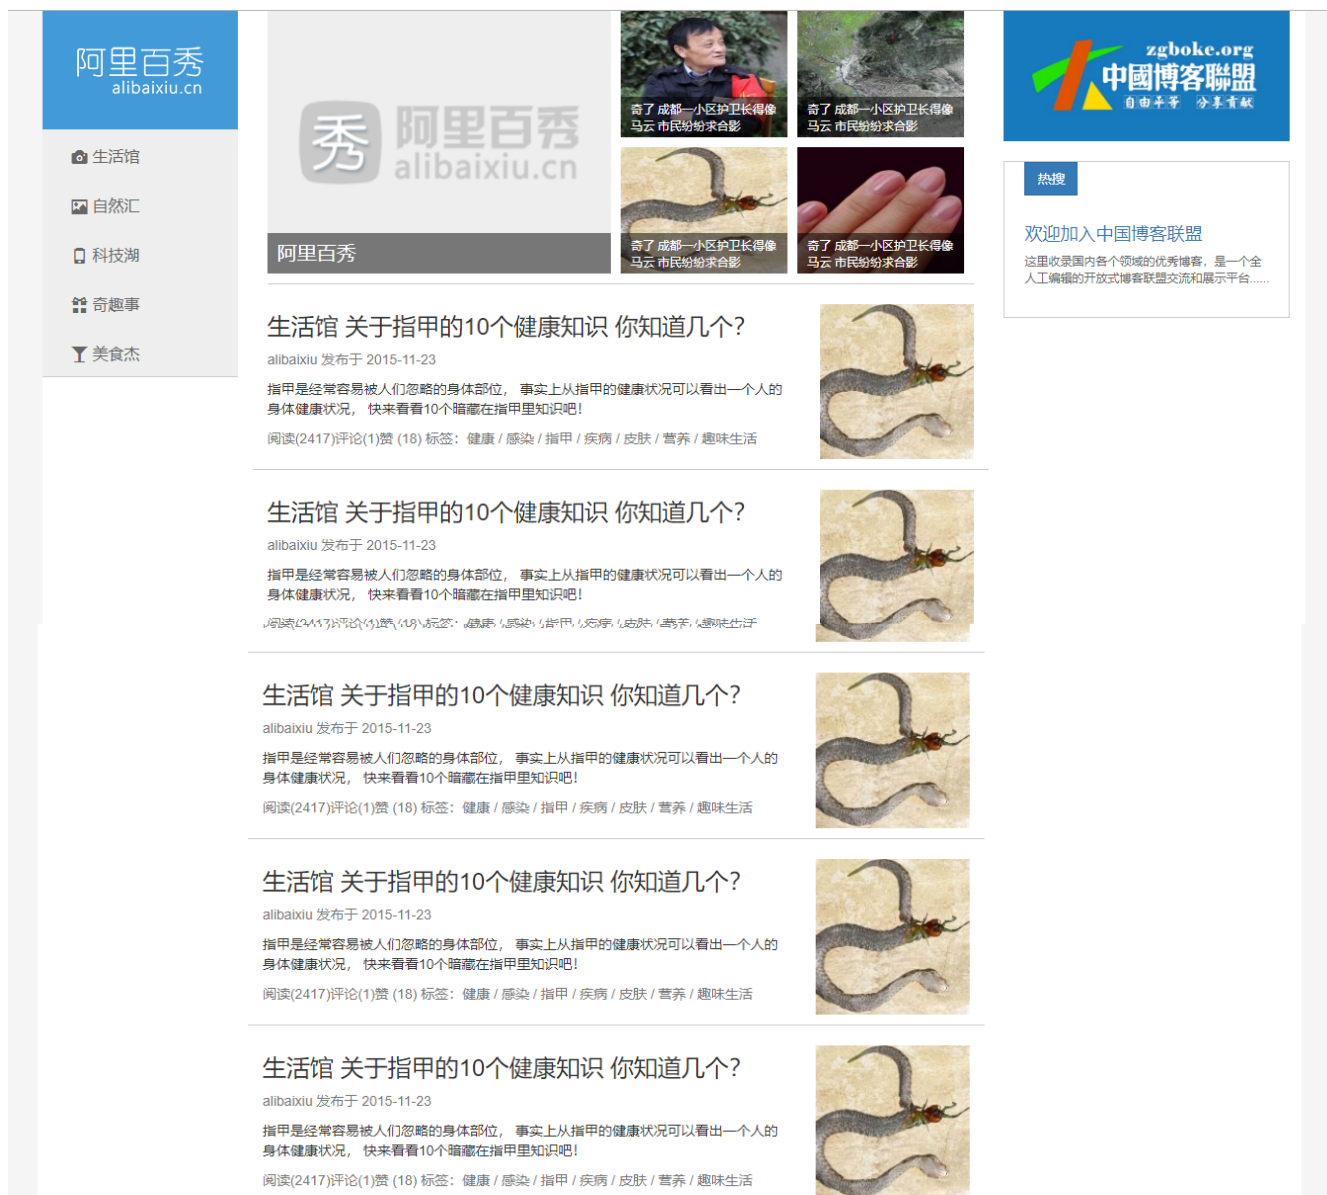 阿里百秀
alibaixiu.cn
生活馆
自然汇
科技湖
奇趣事
美食杰
秀 阿里百秀
alibaixiu.cn
阿里百秀
奇了 成都一小区护卫长得像
马云 市民纷纷求合影
奇了 成都一小区护卫长得像
马云 市民纷纷求合影
奇了 成都一小区护卫长得像
马云 市民纷纷求合影
奇了 成都一小区护卫长得像
马云 市民纷纷求合影
zgboke.org
中國博客聯盟
自由平等 分享贡献
热搜
欢迎加入中国博客联盟
这里收录国内各个领域的优秀博客，是一个全
人工编辑的开放式博客联盟交流和展示平台......
生活馆 关于指甲的10个健康知识 你知道几个？
alibaixiu 发布于 2015-11-23
指甲是经常容易被人们忽略的身体部位， 事实上从指甲的健康状况可以看出一个人的
身体健康状况， 快来看看10个暗藏在指甲里知识吧！
阅读(2417)评论(1)赞 (18) 标签：健康 / 感染 / 指甲 / 疾病 / 皮肤 / 营养 / 趣味生活
生活馆 关于指甲的10个健康知识 你知道几个？
alibaixiu 发布于 2015-11-23
指甲是经常容易被人们忽略的身体部位， 事实上从指甲的健康状况可以看出一个人的
身体健康状况， 快来看看10个暗藏在指甲里知识吧！
阅读(2417)评论(1)赞 (18) 标签：健康 / 感染 / 指甲 / 疾病 / 皮肤 / 营养 / 趣味生活
生活馆 关于指甲的10个健康知识 你知道几个？
alibaixiu 发布于 2015-11-23
指甲是经常容易被人们忽略的身体部位， 事实上从指甲的健康状况可以看出一个人的
身体健康状况， 快来看看10个暗藏在指甲里知识吧！
阅读(2417)评论(1)赞 (18) 标签：健康 / 感染 / 指甲 / 疾病 / 皮肤 / 营养 / 趣味生活
生活馆 关于指甲的10个健康知识 你知道几个？
alibaixiu 发布于 2015-11-23
指甲是经常容易被人们忽略的身体部位， 事实上从指甲的健康状况可以看出一个人的
身体健康状况， 快来看看10个暗藏在指甲里知识吧！
阅读(2417)评论(1)赞 (18) 标签：健康 / 感染 / 指甲 / 疾病 / 皮肤 / 营养 / 趣味生活
生活馆 关于指甲的10个健康知识 你知道几个？
alibaixiu 发布于 2015-11-23
指甲是经常容易被人们忽略的身体部位， 事实上从指甲的健康状况可以看出一个人的
身体健康状况， 快来看看10个暗藏在指甲里知识吧！
阅读(2417)评论(1)赞 (18) 标签：健康 / 感染 / 指甲 / 疾病 / 皮肤 / 营养 / 趣味生活